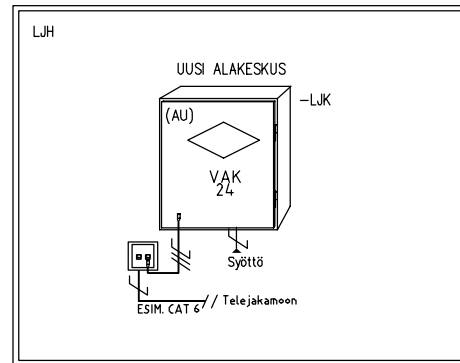 LJH
UUSI ALAKESKUS
-LJK
(AU)
VAK
24
Syöttö
ESIM. CAT 6 // Telejakamoon